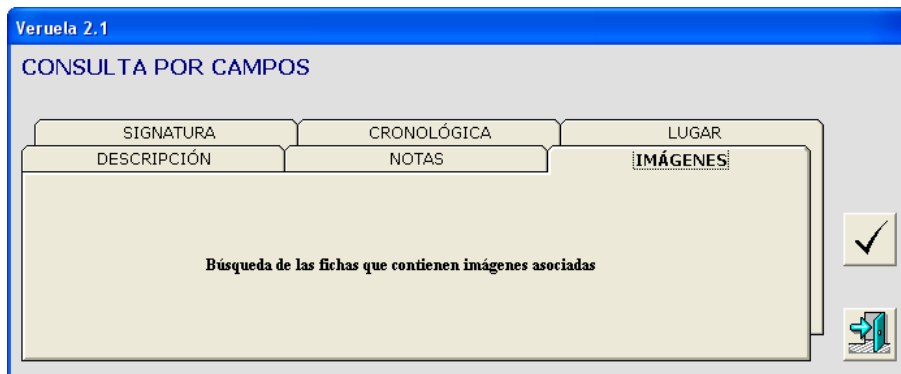 Veruela 2.1
CONSULTA POR CAMPOS
SIGNATURA CRONOLÓGICA LUGAR
DESCRIPCIÓN NOTAS IMÁGENES
Búsqueda de las fichas que contienen imágenes asociadas